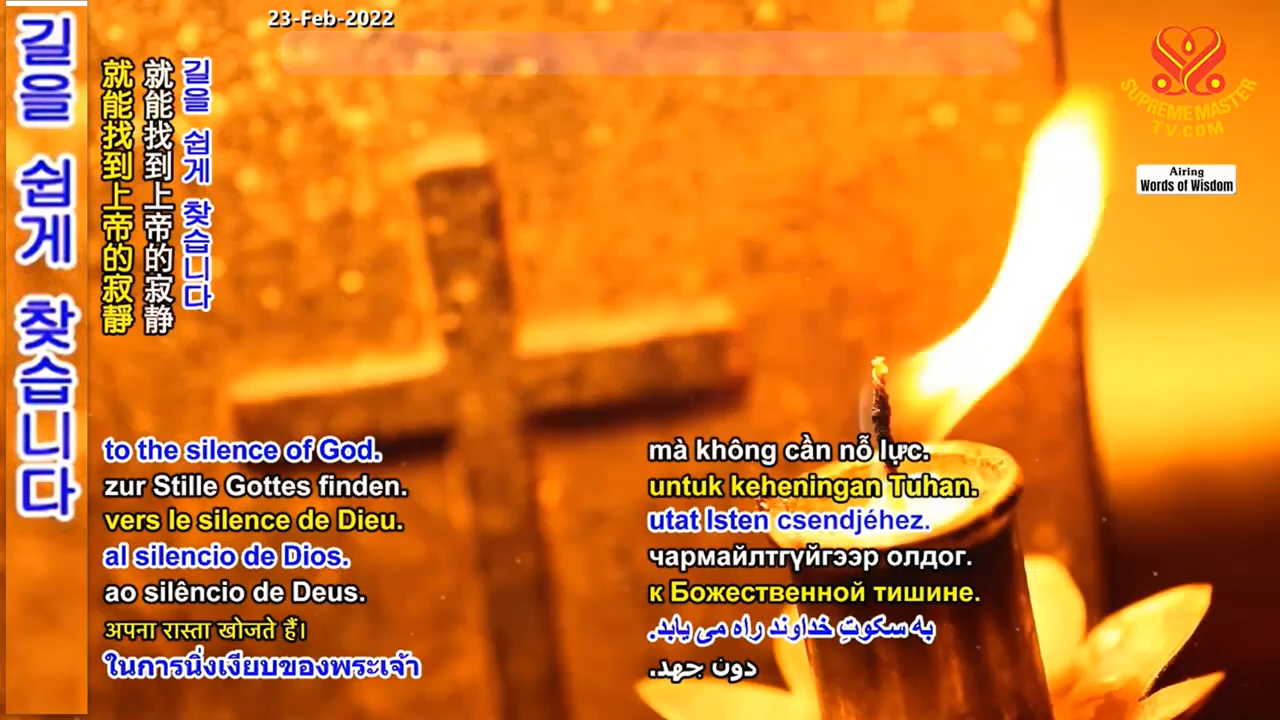 23-Feb-2022
길을 쉽게 찾습니다
就能找到上帝的寂靜
就能找到上帝的寂静
길을 쉽게 찾습니다
SUPREME MASTER
TV.COM
Airing
Words of Wisdom
to the silence of God.
zur Stille Gottes finden.
vers le silence de Dieu.
al silencio de Dios.
ao silêncio de Deus.
अपना रास्ता खोजते हैं।
ในการนิ่งเงียบของพระเจ้า
mà không cần nỗ lực.
untuk keheningan Tuhan.
utat Isten csendjéhez.
чармайлтгүйгээр олдог.
к Божественной тишине.
به سکوتِ خداوند راه می یابد.
دون جهد.